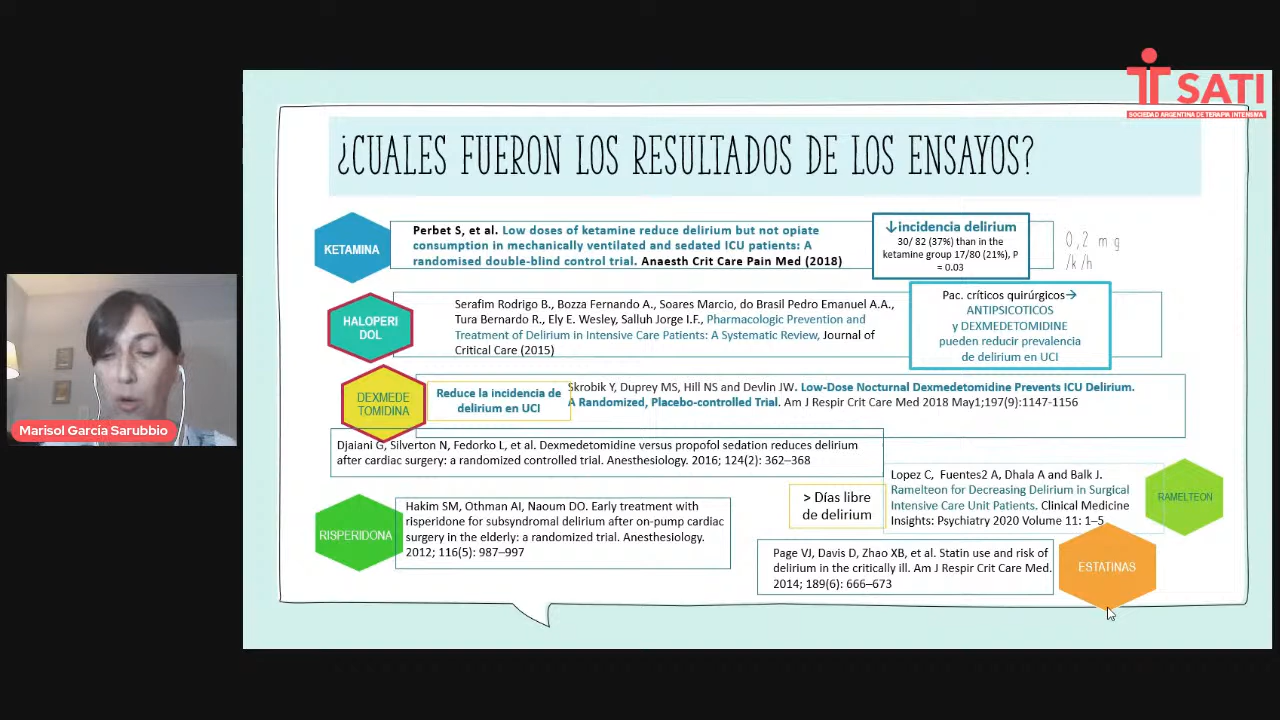 SATI
SOCIEDAD ARGENTINA DE TERAPIA INTENSIVA
¿CUALES FUERON LOS RESULTADOS DE LOS ENSAYOS?
KETAMINA
Perbet S, et al. Low doses of ketamine reduce delirium but not opiate
consumption in mechanically ventilated and sedated ICU patients: A
randomised double-blind control trial. Anaesth Crit Care Pain Med (2018)
↓incidencia delirium
30/ 82 (37%) than in the
ketamine group 17/80 (21%), P
= 0.03
0,2 mg
/k/h
HALOPERI
DOL
Serafim Rodrigo B., Bozza Fernando A., Soares Marcio, do Brasil Pedro Emanuel A.A.,
Tura Bernardo R., Ely E. Wesley, Salluh Jorge I.F., Pharmacologic Prevention and
Treatment of Delirium in Intensive Care Patients: A Systematic Review, Journal of
Critical Care (2015)
Pac. críticos quirúrgicos→
ANTIPSICOTICOS
y DEXMEDETOMIDINE
pueden reducir prevalencia
de delirium en UCI
DEXMEDE
TOMIDINA
Reduce la incidencia de
delirium en UCI
Skrobik Y, Duprey MS, Hill NS and Devlin JW. Low-Dose Nocturnal Dexmedetomidine Prevents ICU Delirium.
A Randomized, Placebo-controlled Trial. Am J Respir Crit Care Med 2018 May1;197(9):1147-1156
Djaiani G, Silverton N, Fedorko L, et al. Dexmedetomidine versus propofol sedation reduces delirium
after cardiac surgery: a randomized controlled trial. Anesthesiology. 2016; 124(2): 362–368
> Días libre
de delirium
Lopez C, Fuentes2 A, Dhala A and Balk J.
Ramelteon for Decreasing Delirium in Surgical
Intensive Care Unit Patients. Clinical Medicine
Insights: Psychiatry 2020 Volume 11: 1–5
RAMELTEON
RISPERIDONA
Hakim SM, Othman AI, Naoum DO. Early treatment with
risperidone for subsyndromal delirium after on-pump cardiac
surgery in the elderly: a randomized trial. Anesthesiology.
2012; 116(5): 987–997
Page VJ, Davis D, Zhao XB, et al. Statin use and risk of
delirium in the critically ill. Am J Respir Crit Care Med.
2014; 189(6): 666–673
ESTATINAS
Marisol García Sarubbio